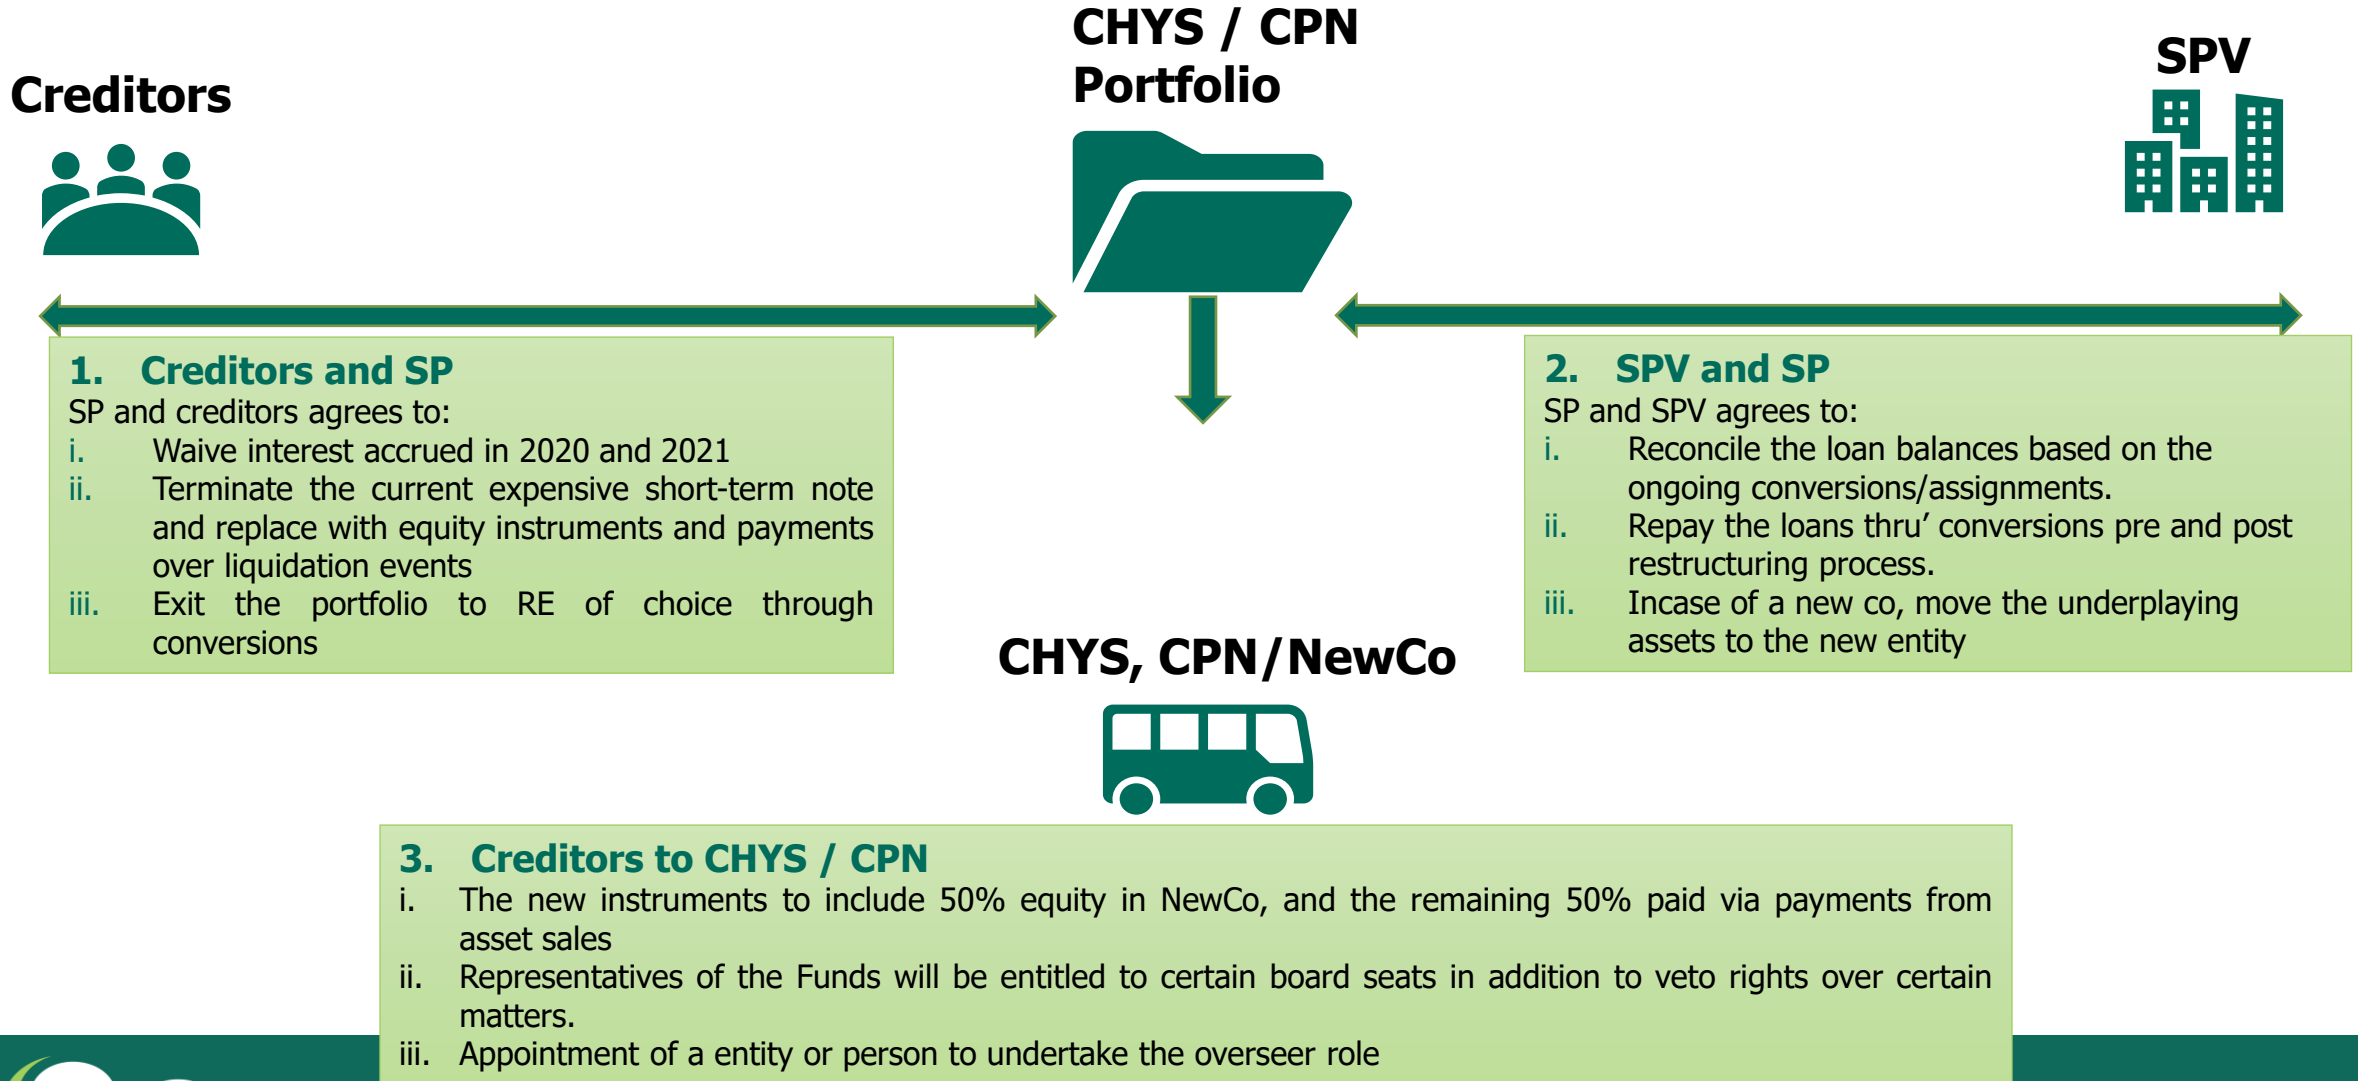 Creditors
CHYS / CPN
Portfolio
SPV
1. Creditors and SP
SP and creditors agrees to:
i. Waive interest accrued in 2020 and 2021
ii. Terminate the current expensive short-term note
and replace with equity instruments and payments
over liquidation events
iii. Exit the portfolio to RE of choice through
conversions
2. SPV and SP
SP and SPV agrees to:
i. Reconcile the loan balances based on the
ongoing conversions/assignments.
ii. Repay the loans thru’ conversions pre and post
restructuring process.
iii. Incase of a new co, move the underplaying
assets to the new entity
CHYS, CPN/NewCo
3. Creditors to CHYS / CPN
i. The new instruments to include 50% equity in NewCo, and the remaining 50% paid via payments from
asset sales
ii. Representatives of the Funds will be entitled to certain board seats in addition to veto rights over certain
matters.
iii. Appointment of a entity or person to undertake the overseer role